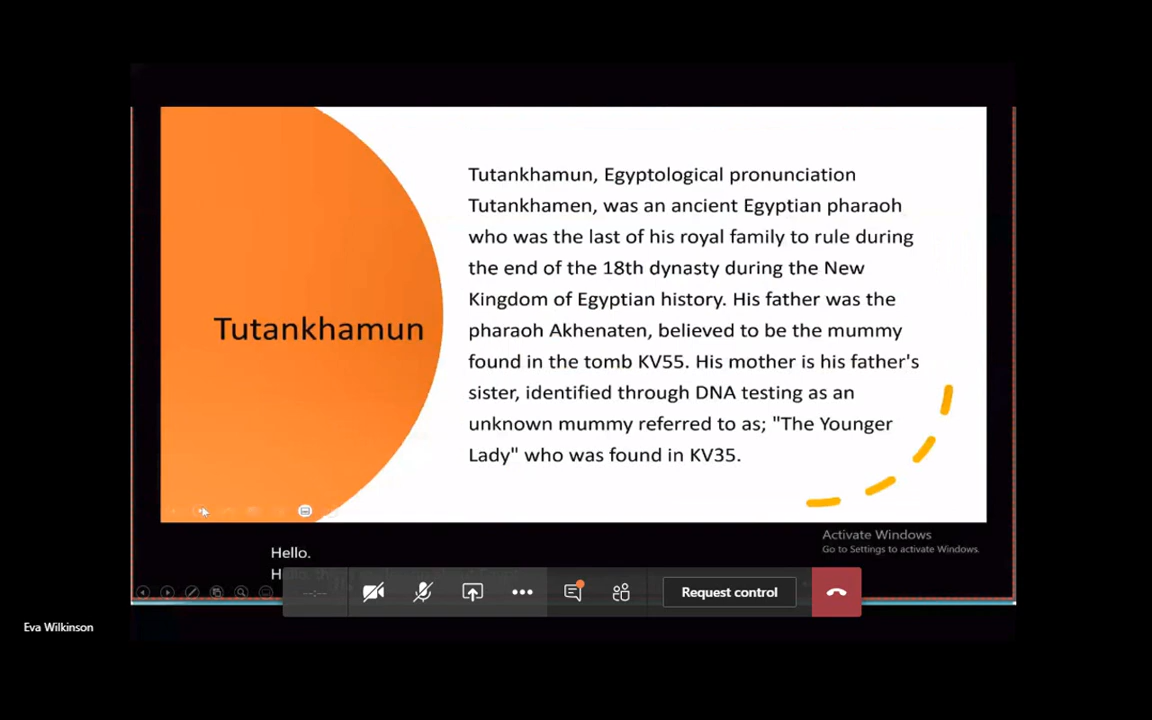 Tutankhamun
Tutankhamun, Egyptological pronunciation
Tutankhamen, was an ancient Egyptian pharaoh
who was the last of his royal family to rule during
the end of the 18th dynasty during the New
Kingdom of Egyptian history. His father was the
pharaoh Akhenaten, believed to be the mummy
found in the tomb KV55. His mother is his father's
sister, identified through DNA testing as an
unknown mummy referred to as; "The Younger
Lady" who was found in KV35.
Activate Windows
Go to Settings to activate Windows.
Hello.
--:--
Request control
Eva Wilkinson